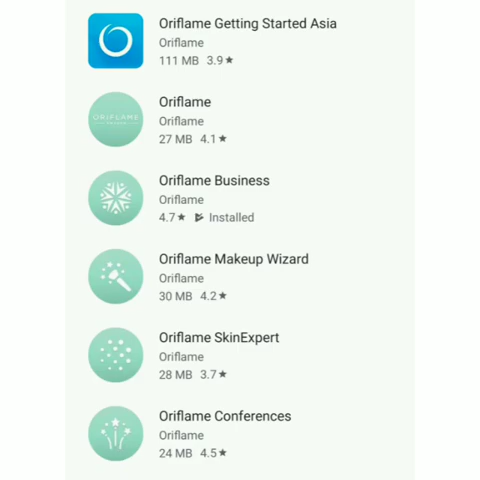 Oriflame Getting Started Asia
Oriflame
111 MB 3.9★
ORIFLAME
Oriflame
Oriflame
27 MB 4.1★
Oriflame Business
Oriflame
4.7★ Installed
Oriflame Makeup Wizard
Oriflame
30 MB 4.2★
Oriflame SkinExpert
Oriflame
28 MB 3.7★
Oriflame Conferences
Oriflame
24 MB 4.5★